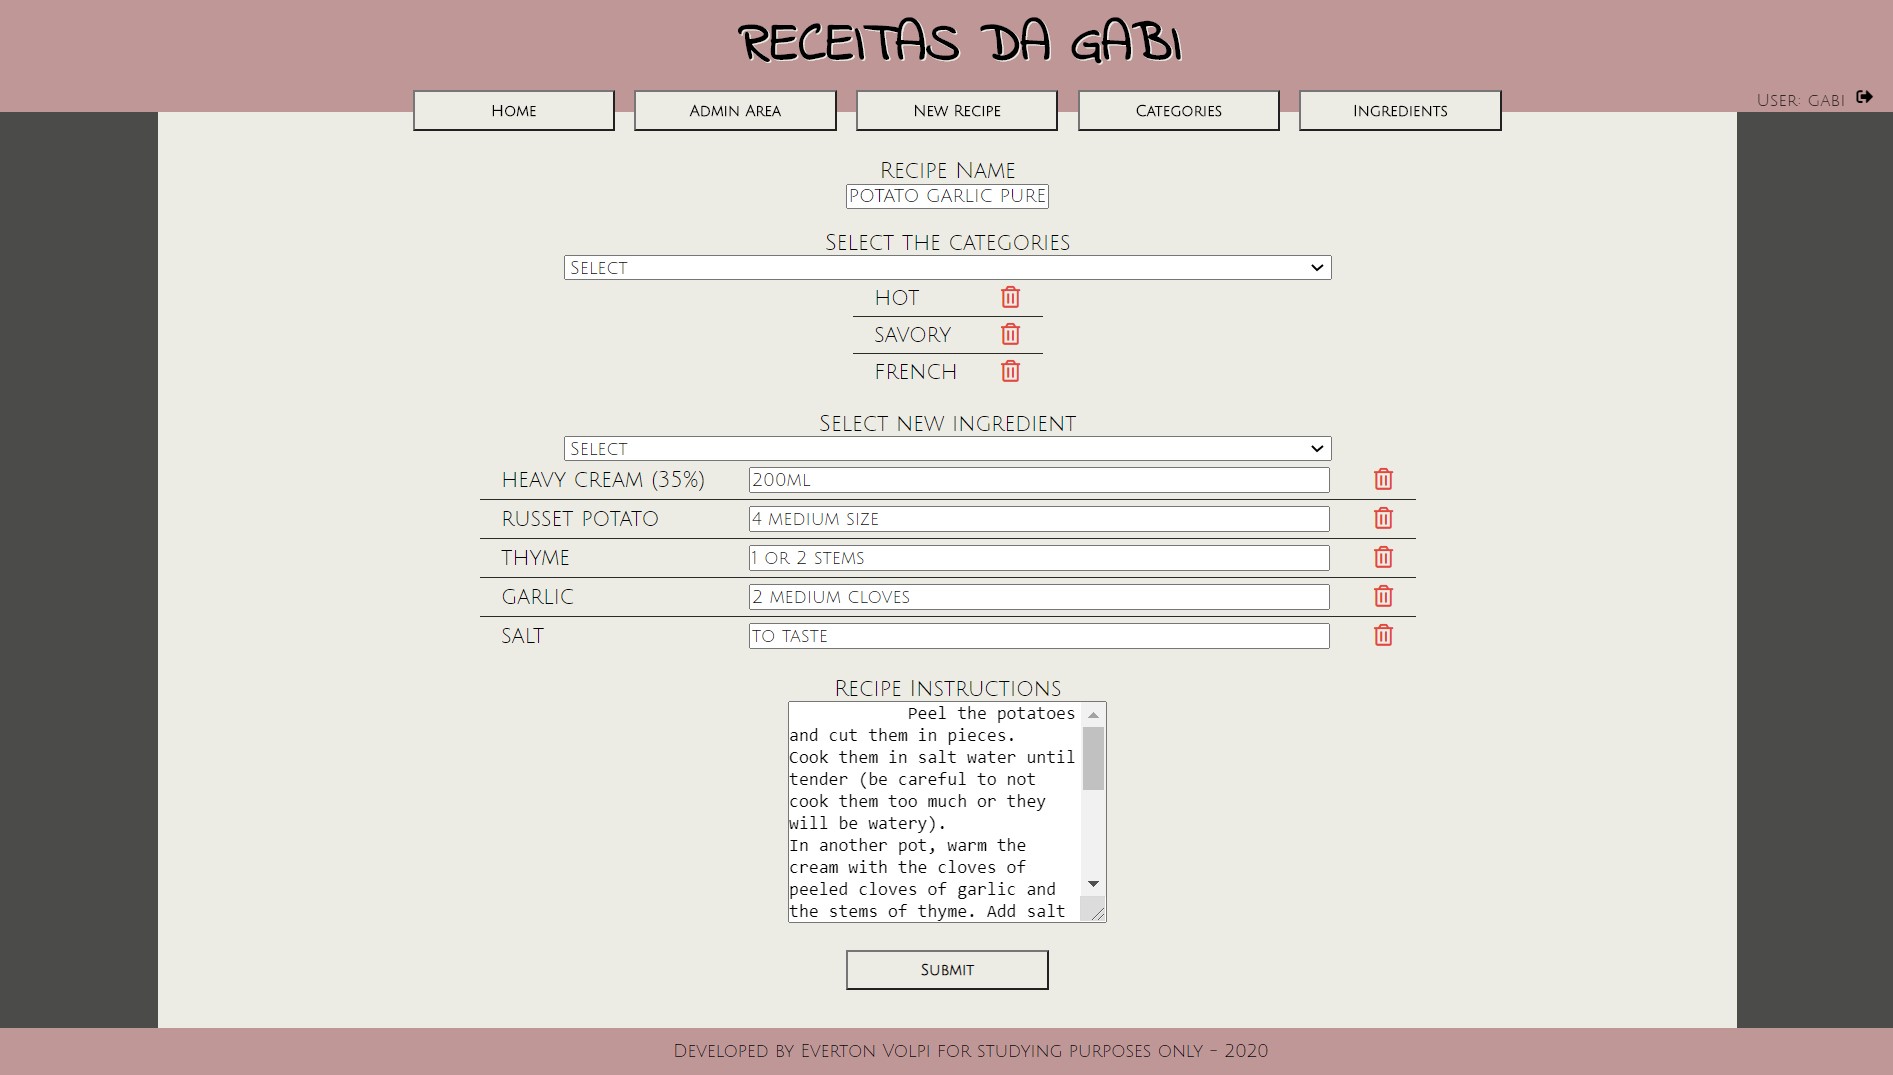 RECEITAS DA GABI
Home
Admin Area
New Recipe
Categories
Ingredients
User: gabi
Recipe Name
POTATO GARLIC PURE
Select the categories
Select
HOT
SAVORY
FRENCH
Select new ingredient
Select
HEAVY CREAM (35%) 200ML
RUSSET POTATO 4 MEDIUM SIZE
THYME 1 OR 2 STEMS
GARLIC 2 MEDIUM CLOVES
SALT TO TASTE
Recipe Instructions
Peel the potatoes
and cut them in pieces.
Cook them in salt water until
tender (be careful to not
cook them too much or they
will be watery).
In another pot, warm the
cream with the cloves of
peeled cloves of garlic and
the stems of thyme. Add salt
Submit
Developed by Everton Volpi for studying purposes only - 2020